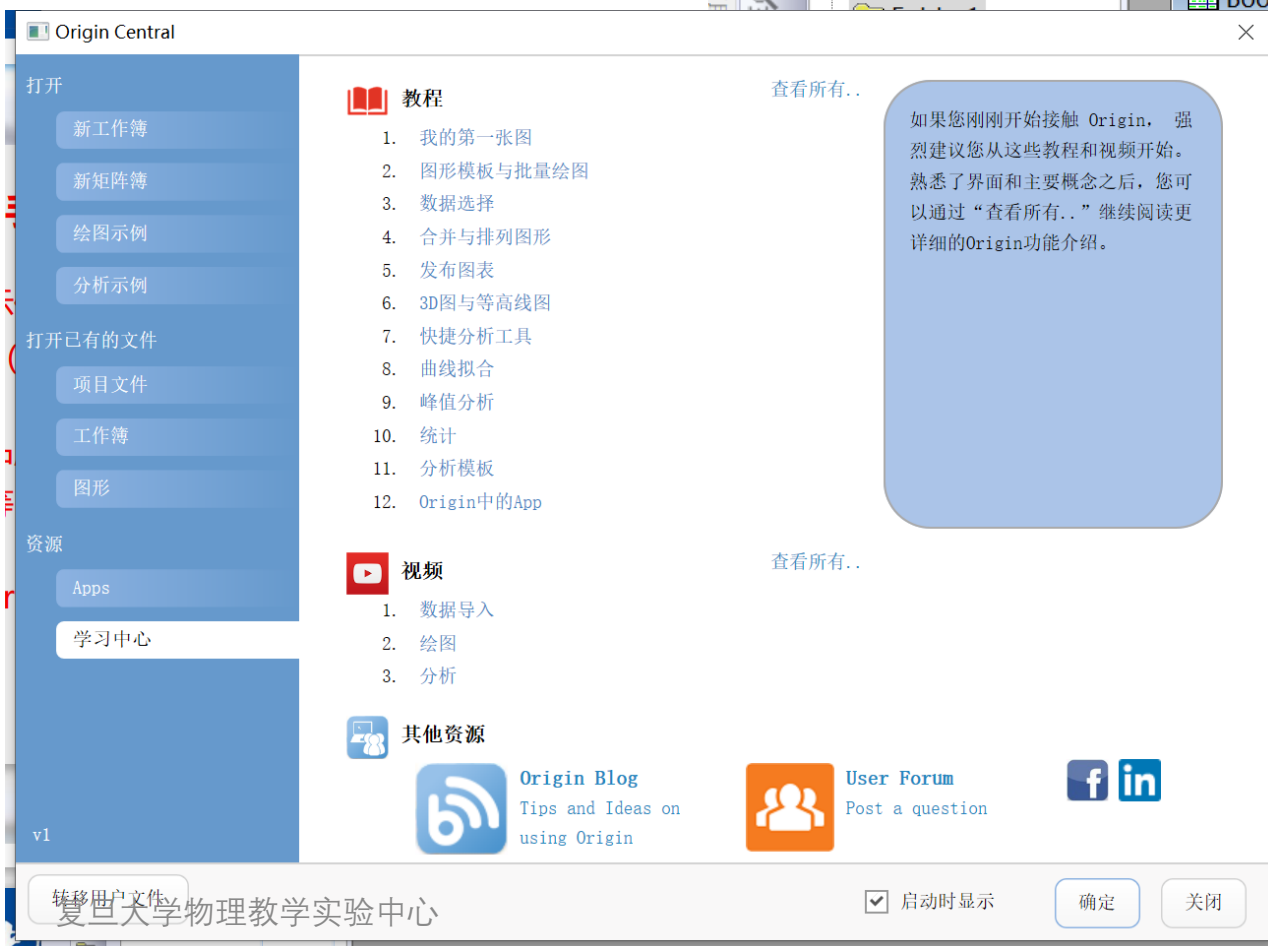 Origin Central
打开
新工作簿
新矩阵簿
绘图示例
分析示例
打开已有的文件
项目文件
工作簿
图形
资源
Apps
学习中心
v1
教程
查看所有..
1. 我的第一张图
2. 图形模板与批量绘图
3. 数据选择
4. 合并与排列图形
5. 发布图表
6. 3D图与等高线图
7. 快捷分析工具
8. 曲线拟合
9. 峰值分析
10. 统计
11. 分析模板
12. Origin中的App
如果您刚刚开始接触 Origin， 强
烈建议您从这些教程和视频开始。
熟悉了界面和主要概念之后，您可
以通过“查看所有..”继续阅读更
详细的Origin功能介绍。
视频
查看所有..
1. 数据导入
2. 绘图
3. 分析
其他资源
Origin Blog
Tips and Ideas on
using Origin
User Forum
Post a question
f
in
转移用户文件
复旦大学物理教学实验中心
启动时显示
确定
关闭